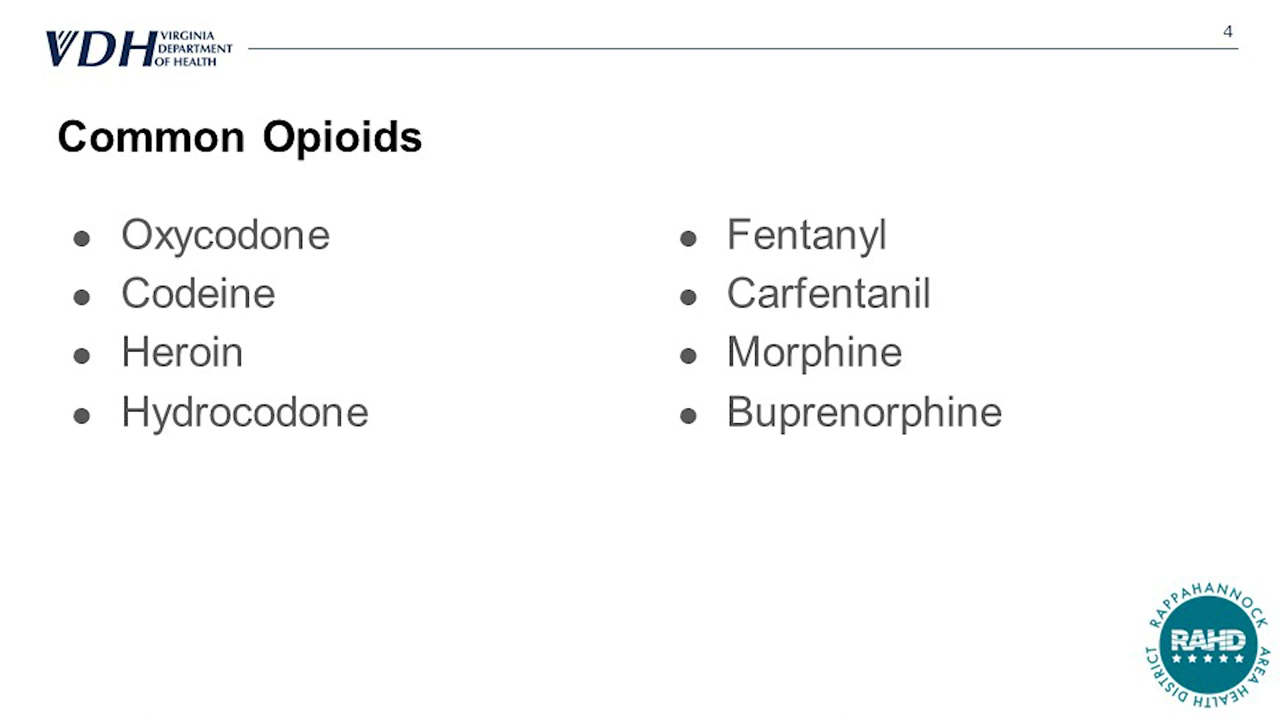 VDH VIRGINIA
DEPARTMENT
OF HEALTH
4
Common Opioids
● Oxycodone
● Codeine
● Heroin
● Hydrocodone
● Fentanyl
● Carfentanil
● Morphine
● Buprenorphine
RAPPAHANNOCK
AREA HEALTH DISTRICT
RAHD